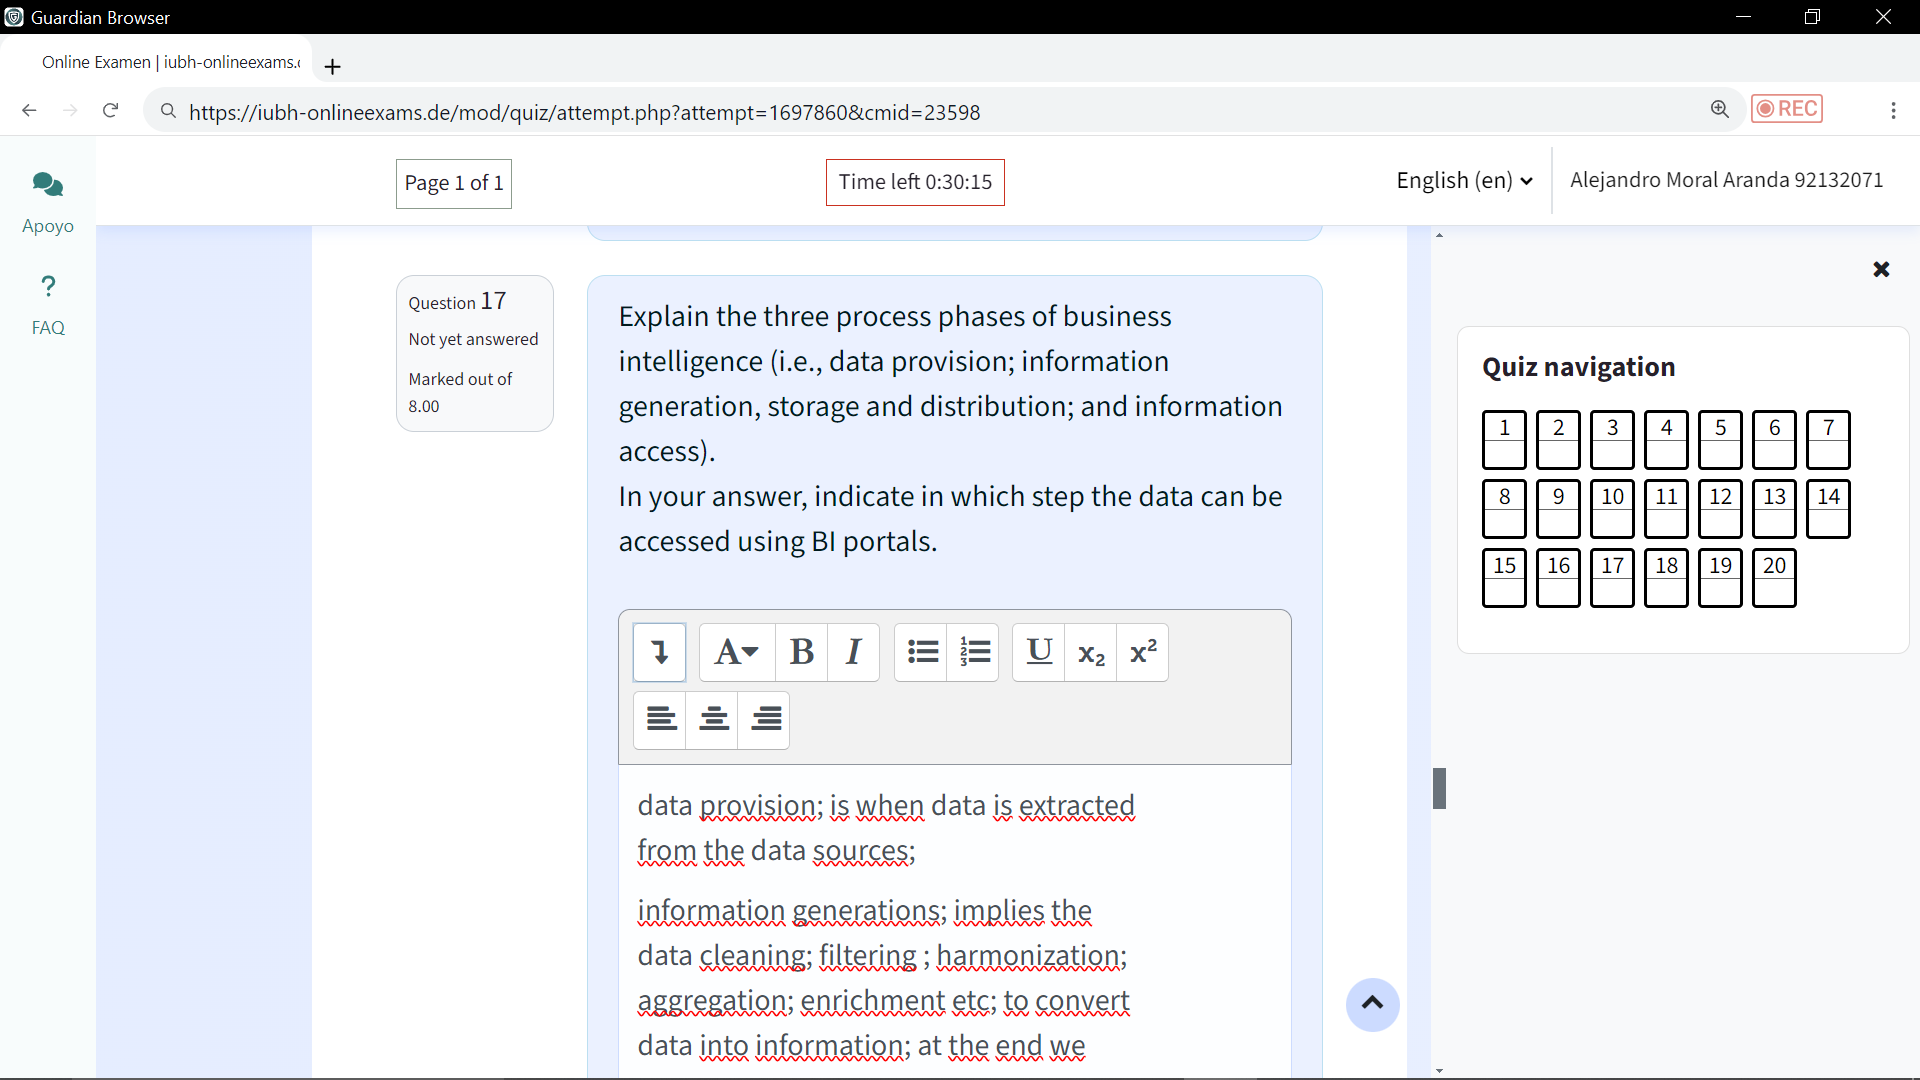 Guardian Browser
Online Examen | iubh-onlineexams.
https://iubh-onlineexams.de/mod/quiz/attempt.php?attempt=1697860&cmid=23598
REC
Apoyo
?
FAQ
Page 1 of 1
Time left 0:30:15
English (en)
Alejandro Moral Aranda 92132071
Question 17
Not yet answered
Marked out of
8.00
Explain the three process phases of business
intelligence (i.e., data provision; information
generation, storage and distribution; and information
access).
In your answer, indicate in which step the data can be
accessed using BI portals.
A B I U x₂ x²
data provision; is when data is extracted
from the data sources;
information generations; implies the
data cleaning; filtering ; harmonization;
aggregation; enrichment etc; to convert
data into information; at the end we
Quiz navigation
1 2 3 4 5 6 7
8 9 10 11 12 13 14
15 16 17 18 19 20